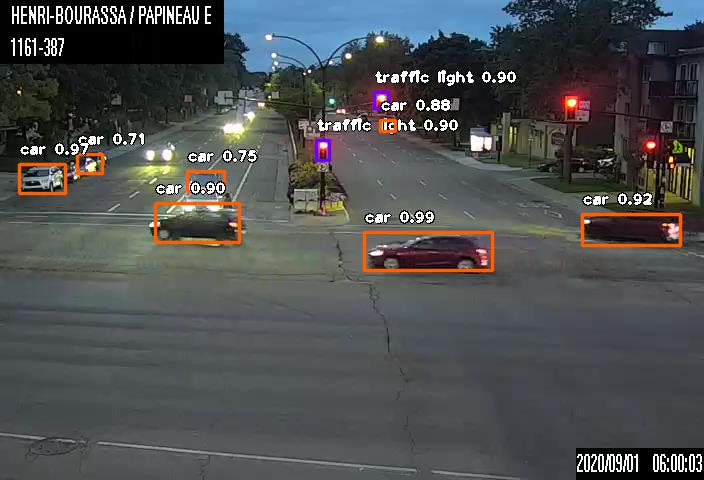 HENRI-BOURASSA / PAPINEAU E
1161-387
traffic light 0.90
car 0.88
traffic light 0.90
car 0.71
car 0.97
car 0.75
car 0.90
car 0.92
car 0.99
2020/09/01 06:00:03